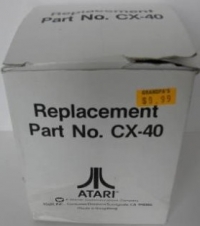 Replacement
Part No. CX-40
$1.99
Replacement
Part No. CX-40
ATARI